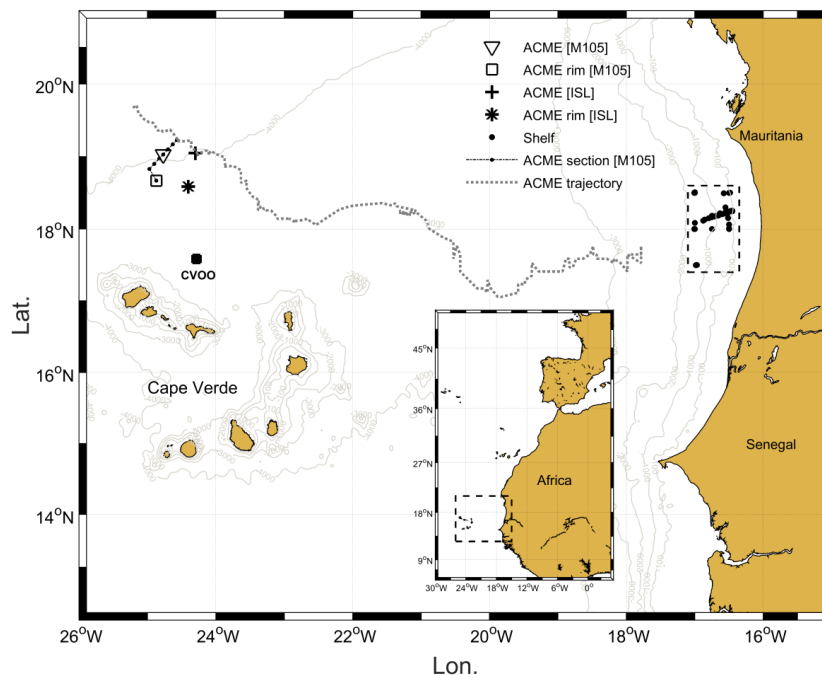 20°N
18°N
16°N
14°N
Lat.
ACME [M105]
ACME rim [M105]
ACME [ISL]
ACME rim [ISL]
Shelf
ACME section [M105]
ACME trajectory
Mauritania
CVOO
Cape Verde
Senegal
45°N
36°N
27°N
18°N
9°N
Africa
30°W 24°W 18°W 12°W 6°W 0°
26°W 24°W 22°W 20°W 18°W 16°W
Lon.